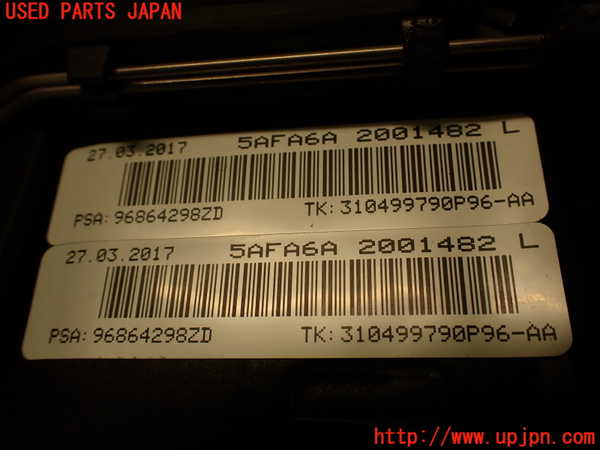 USED PARTS JAPAN
27.03.2017 5AFA6A 2001482 L
PSA: 96864298ZD TK: 310499790P96-AA
27.03.2017 5AFA6A 2001482 L
PSA: 96864298ZD TK: 310499790P96-AA
http://www.upjpn.com/